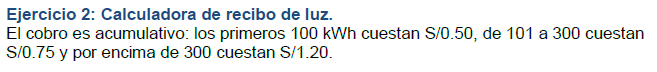 Ejercicio 2: Calculadora de recibo de luz.
El cobro es acumulativo: los primeros 100 kWh cuestan S/0.50, de 101 a 300 cuestan
S/0.75 y por encima de 300 cuestan S/1.20.